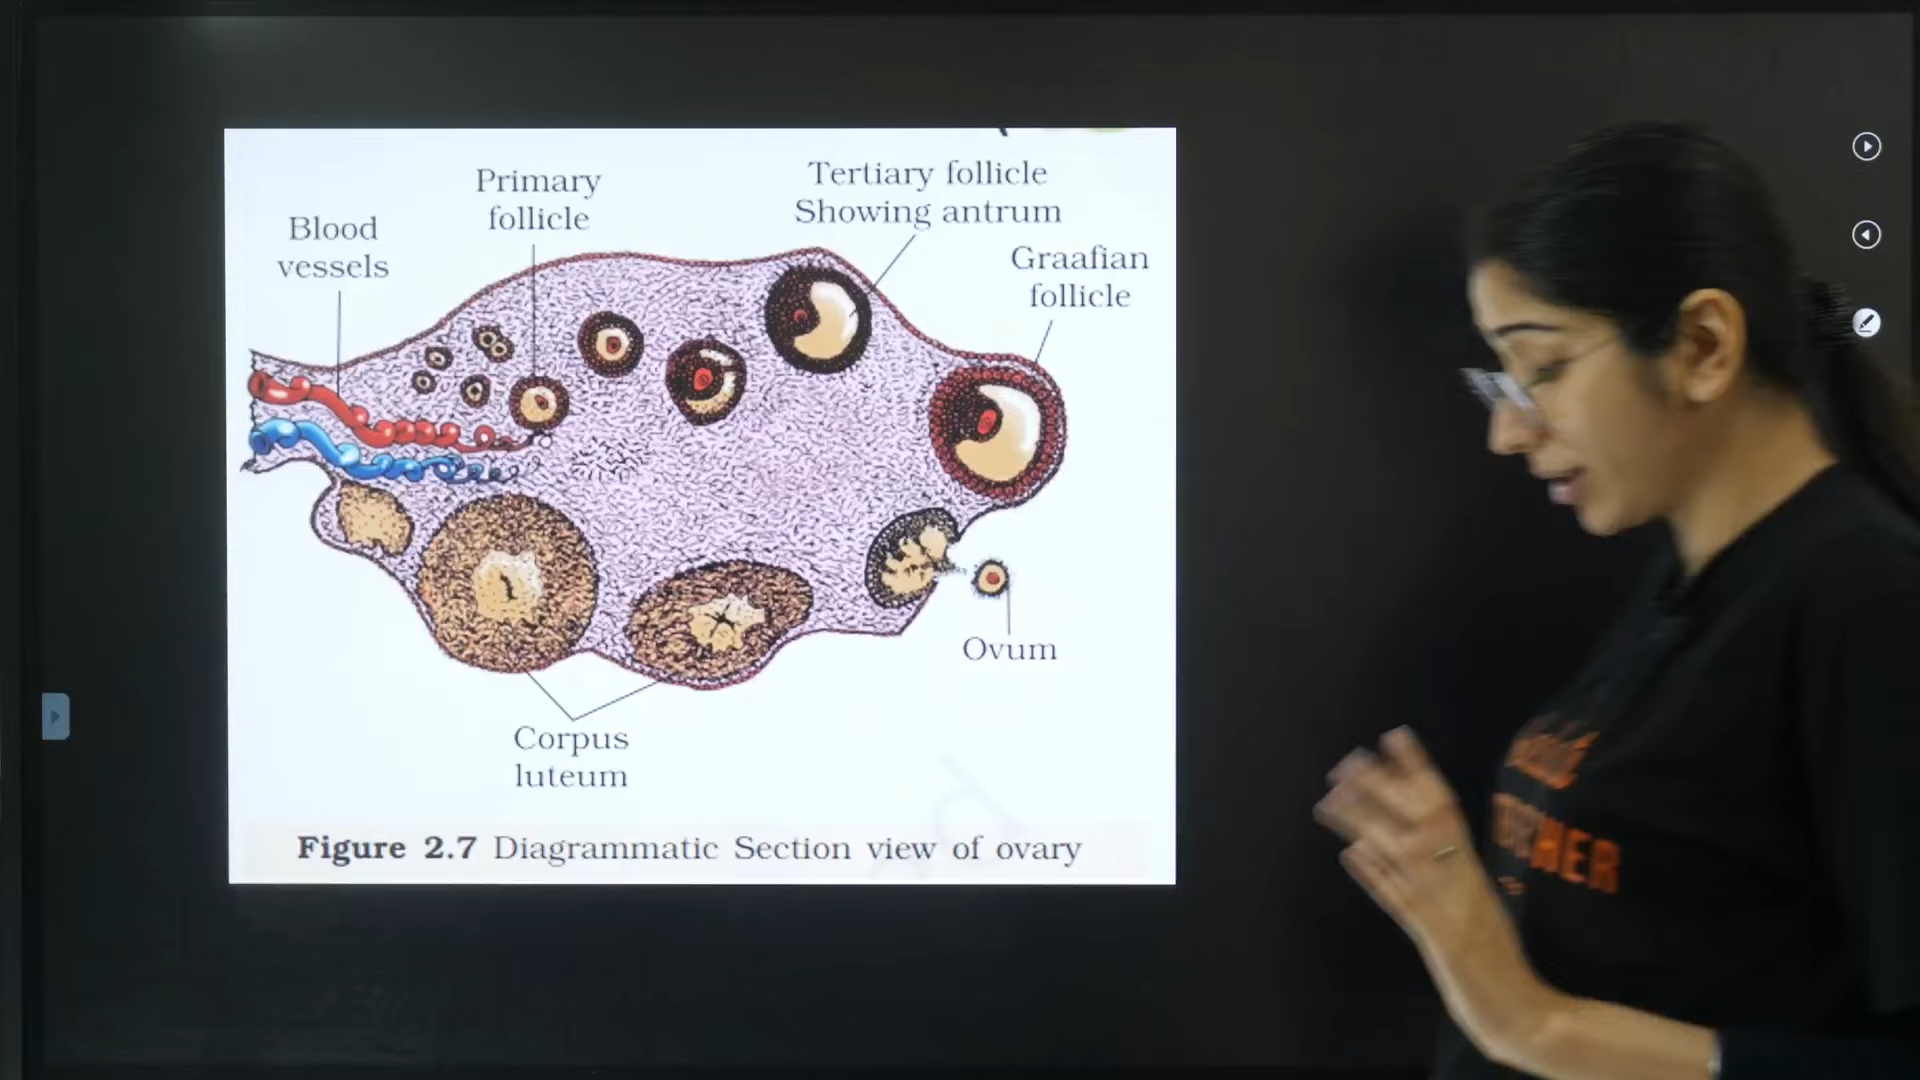 Primary
follicle
Blood
vessels
Tertiary follicle
Showing antrum
Graafian
follicle
Ovum
Corpus
luteum
Figure 2.7 Diagrammatic Section view of ovary